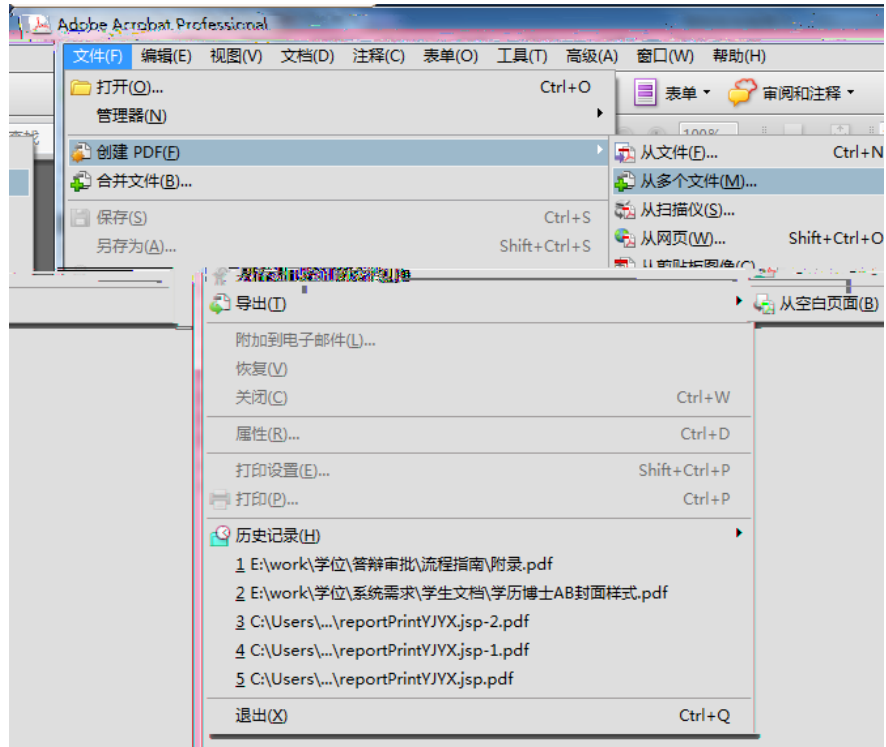 Adobe Acrobat Professional
文件(F) 编辑(E) 视图(V) 文档(D) 注释(C) 表单(O) 工具(T) 高级(A) 窗口(W) 帮助(H)
打开(O)... Ctrl+O
表单 审阅和注释
管理器(N)
100%
创建 PDF(F)
从文件(F)... Ctrl+N
合并文件(B)...
从多个文件(M)...
保存(S) Ctrl+S
从扫描仪(S)...
另存为(A)... Shift+Ctrl+S
从网页(W)... Shift+Ctrl+O
从剪贴板图像(C)
导出(T)
从空白页面(B)
附加到电子邮件(L)...
恢复(V)
关闭(C) Ctrl+W
属性(R)... Ctrl+D
打印设置(E)... Shift+Ctrl+P
打印(P)... Ctrl+P
历史记录(H)
1 E:\work\学位\答辩审批\流程指南\附录.pdf
2 E:\work\学位\系统需求\学生文档\学历博士AB封面样式.pdf
3 C:\Users\...\reportPrintYJYX.jsp-2.pdf
4 C:\Users\...\reportPrintYJYX.jsp-1.pdf
5 C:\Users\...\reportPrintYJYX.jsp.pdf
退出(X) Ctrl+Q